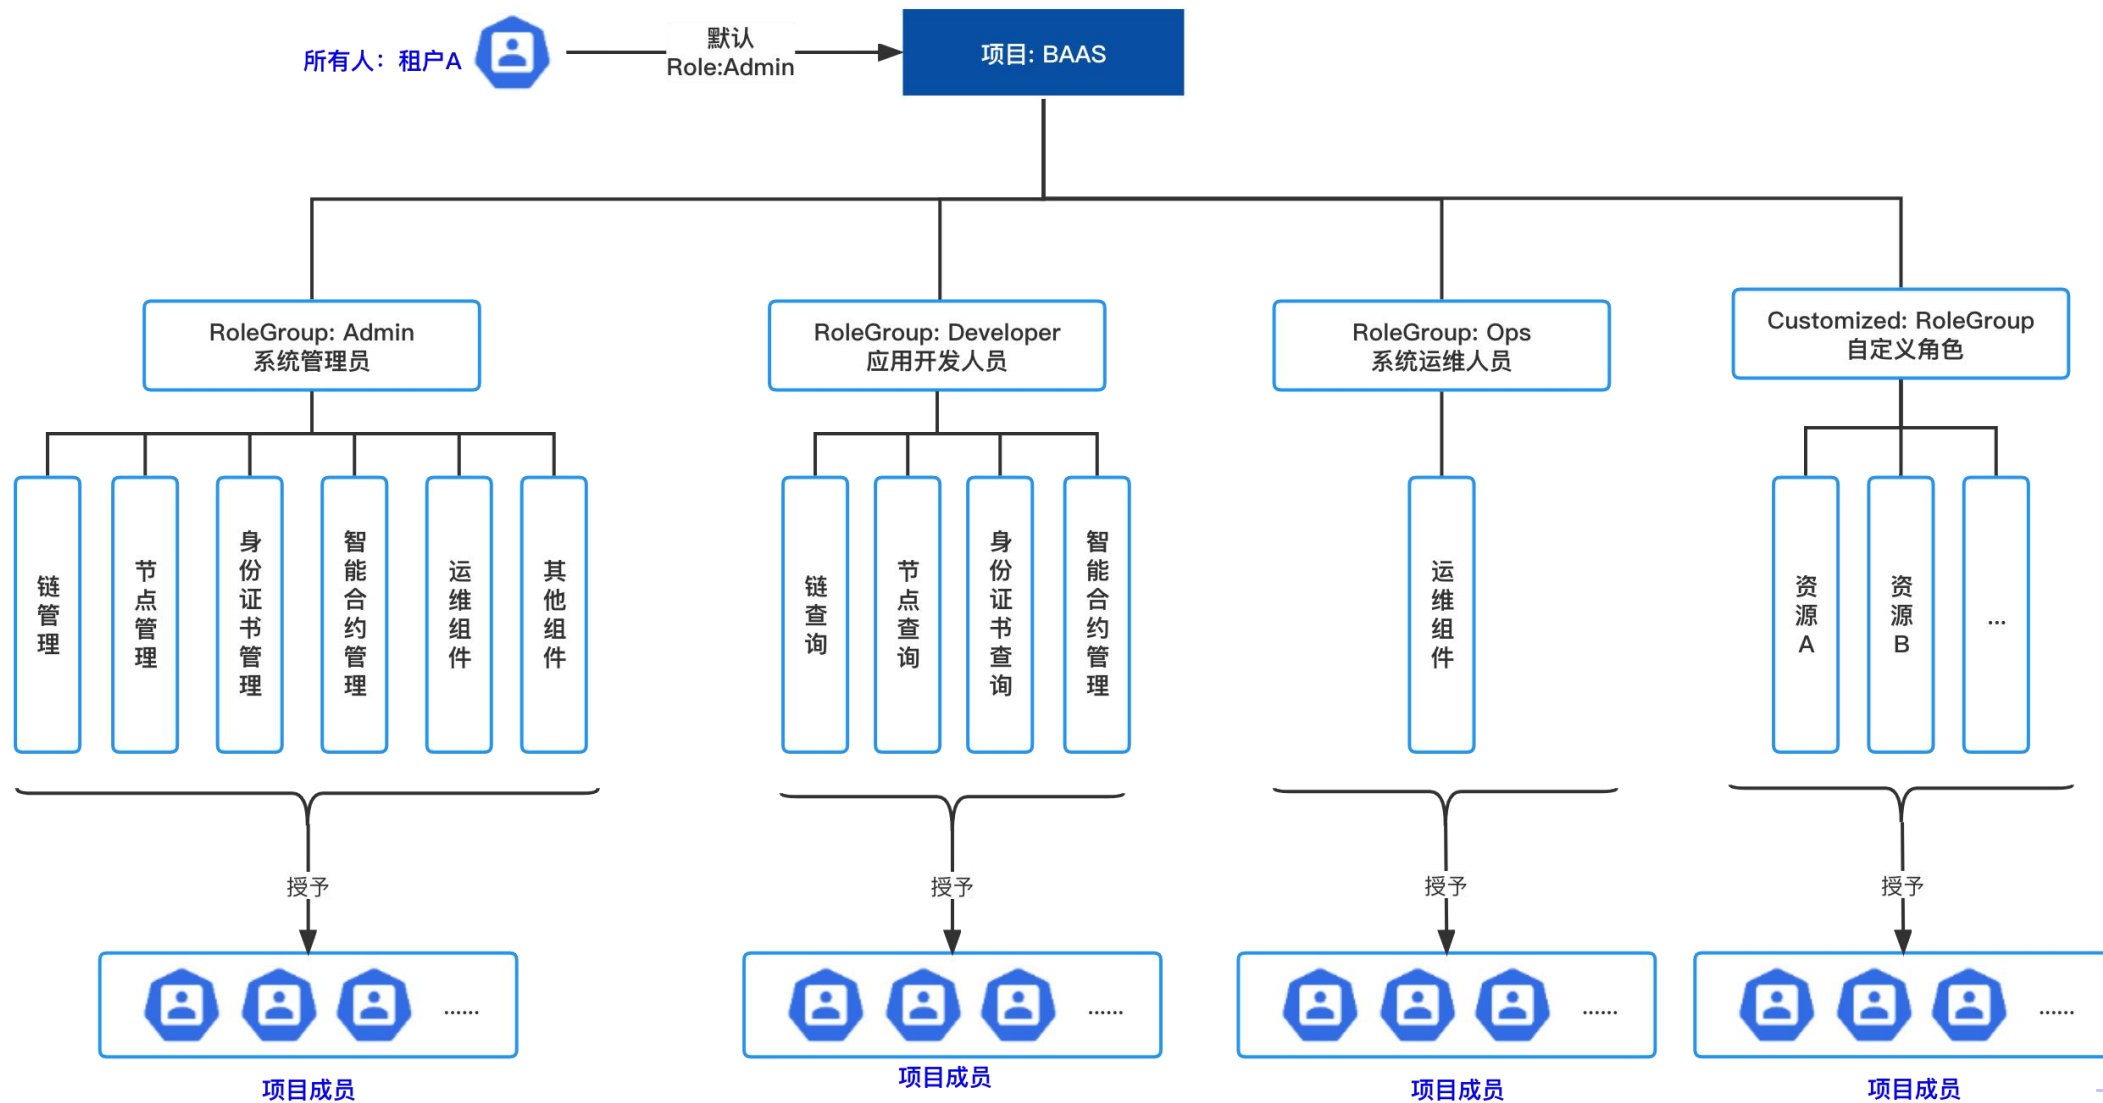 所有人：租户A
默认
Role:Admin
项目: BAAS
RoleGroup: Admin
系统管理员
RoleGroup: Developer
应用开发人员
RoleGroup: Ops
系统运维人员
Customized: RoleGroup
自定义角色
链管理
节点管理
身份证书管理
智能合约管理
运维组件
其他组件
链查询
节点查询
身份证书查询
智能合约管理
运维组件
资源A
资源B
...
授予
授予
授予
授予
......
......
......
......
项目成员
项目成员
项目成员
项目成员